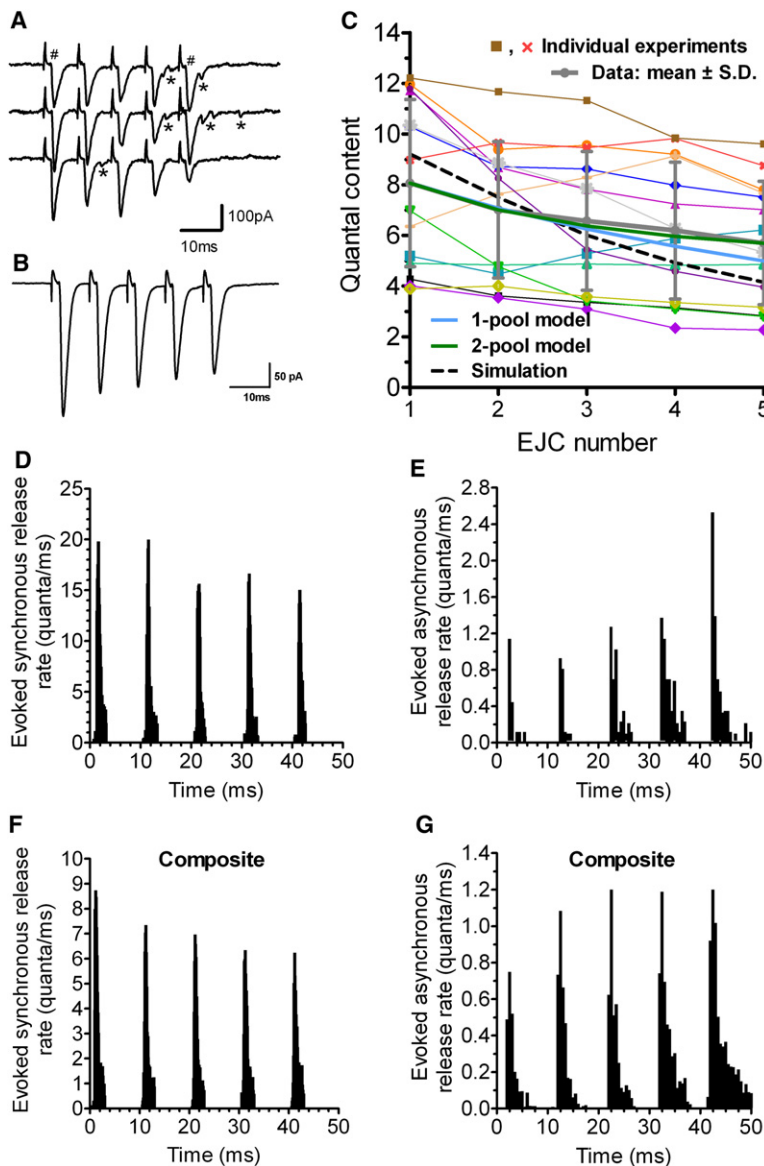 A
#
#
*
*
*
*
*
*
100pA
10ms
B
50 pA
10ms
C
14
12
10
8
6
4
2
0
Quantal content
■ , × Individual experiments
Data: mean ± S.D.
1-pool model
2-pool model
Simulation
1 2 3 4 5
EJC number
D
25
20
15
10
5
0
Evoked synchronous release
rate (quanta/ms)
0 10 20 30 40 50
Time (ms)
E
2.8
2.4
2.0
1.6
1.2
0.8
0.4
0.0
Evoked asynchronous
release rate (quanta/ms)
0 10 20 30 40 50
Time (ms)
F
Composite
10
9
8
7
6
5
4
3
2
1
0
Evoked synchronous release
rate (quanta/ms)
0 10 20 30 40 50
Time (ms)
G
Composite
1.4
1.2
1.0
0.8
0.6
0.4
0.2
0.0
Evoked asynchronous
release rate (quanta/ms)
0 10 20 30 40 50
Time (ms)